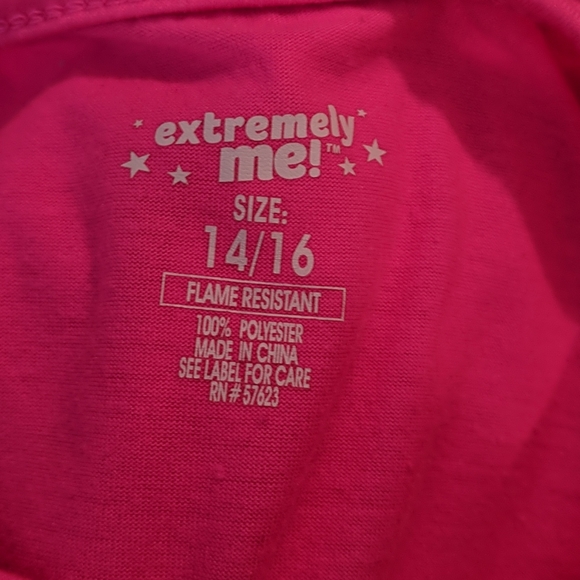 extremely
me!™
SIZE:
14/16
FLAME RESISTANT
100% POLYESTER
MADE IN CHINA
SEE LABEL FOR CARE
RN# 57623